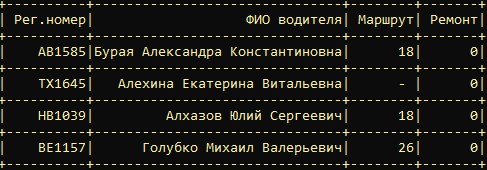 Рег.номер| ФИО водителя| Маршрут| Ремонт
АВ1585|Бурая Александра Константиновна| 18| 0|
ТХ1645| Алехина Екатерина Витальевна| - | 0|
НВ1039| Алхазов Юлий Сергеевич| 18| 0|
ВЕ1157| Голубко Михаил Валерьевич| 26| 0|